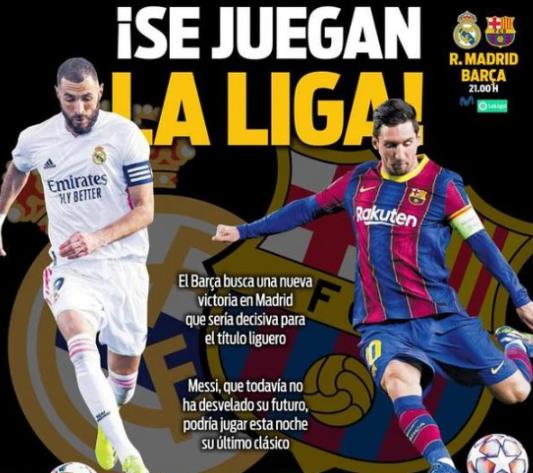 ¡SE JUEGAN
LA LIGA!
R. MADRID
BARÇA
21.00 H
LaLiga
Emirates
FLY BETTER
Rakuten
El Barça busca una nueva
victoria en Madrid
que sería decisiva para
el título liguero
Messi, que todavía no
ha desvelado su futuro,
podría jugar esta noche
su último clásico